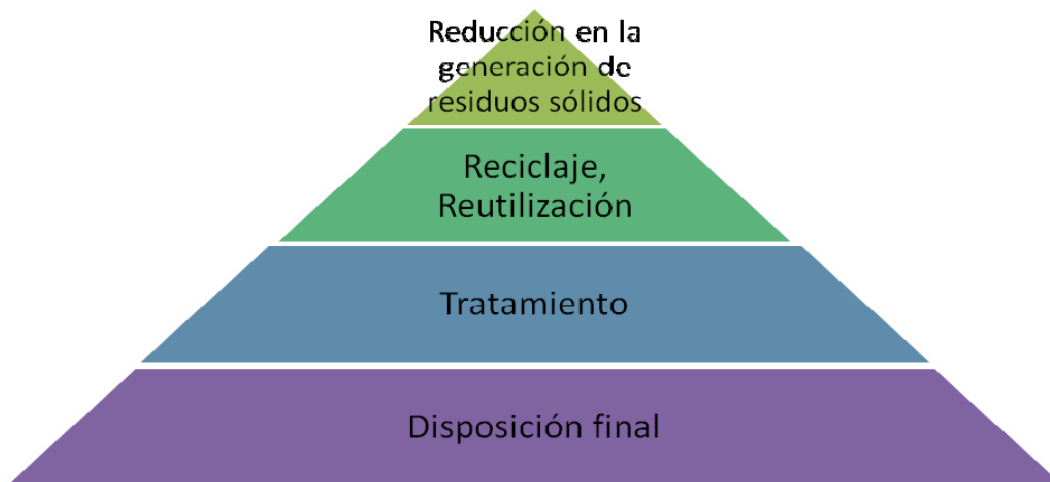 Reducción en la
generación de
residuos sólidos
Reciclaje,
Reutilización
Tratamiento
Disposición final